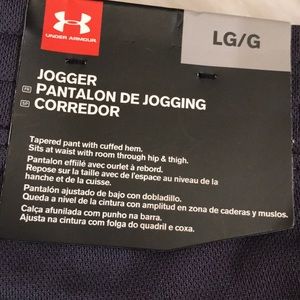 UNDER ARMOUR
LG/G
JOGGER
FR PANTALON DE JOGGING
SP CORREDOR
Tapered pant with cuffed hem.
Sits at waist with room through hip & thigh.
Pantalon effilé avec ourlet à rebord.
Repose sur la taille avec de l'espace au niveau de la
hanche et de la cuisse.
Pantalón ajustado de bajo con dobladillo.
Queda a nivel de la cintura con amplitud en zona de caderas y muslos.
Calça afunilada com punho na barra.
Ajusta na cintura com folga do quadril e coxa.